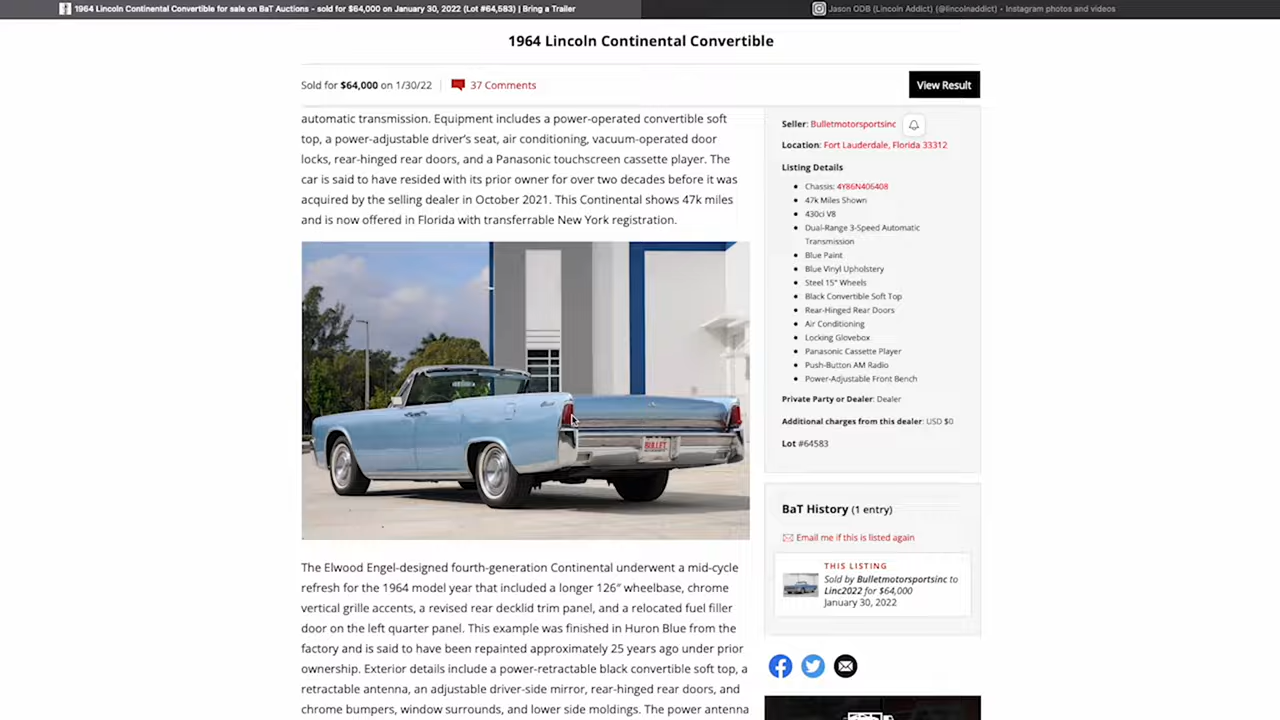 1964 Lincoln Continental Convertible for sale on BaT Auctions - sold for $64,000 on January 30, 2022 (Lot #64,583) | Bring a Trailer
Jason ODB (Lincoln Addict) (@lincolnaddict) • Instagram photos and videos
1964 Lincoln Continental Convertible
Sold for $64,000 on 1/30/22
37 Comments
View Result
automatic transmission. Equipment includes a power-operated convertible soft
top, a power-adjustable driver's seat, air conditioning, vacuum-operated door
locks, rear-hinged rear doors, and a Panasonic touchscreen cassette player. The
car is said to have resided with its prior owner for over two decades before it was
acquired by the selling dealer in October 2021. This Continental shows 47k miles
and is now offered in Florida with transferrable New York registration.
BULLET
The Elwood Engel-designed fourth-generation Continental underwent a mid-cycle
refresh for the 1964 model year that included a longer 126″ wheelbase, chrome
vertical grille accents, a revised rear decklid trim panel, and a relocated fuel filler
door on the left quarter panel. This example was finished in Huron Blue from the
factory and is said to have been repainted approximately 25 years ago under prior
ownership. Exterior details include a power-retractable black convertible soft top, a
retractable antenna, an adjustable driver-side mirror, rear-hinged rear doors, and
chrome bumpers, window surrounds, and lower side moldings. The power antenna
Seller: Bulletmotorsportsinc
Location: Fort Lauderdale, Florida 33312
Listing Details
Chassis: 4Y86N406408
47k Miles Shown
430ci V8
Dual-Range 3-Speed Automatic
Transmission
Blue Paint
Blue Vinyl Upholstery
Steel 15" Wheels
Black Convertible Soft Top
Rear-Hinged Rear Doors
Air Conditioning
Locking Glovebox
Panasonic Cassette Player
Push-Button AM Radio
Power-Adjustable Front Bench
Private Party or Dealer: Dealer
Additional charges from this dealer: USD $0
Lot #64583
BaT History (1 entry)
Email me if this is listed again
THIS LISTING
Sold by Bulletmotorsportsinc to
Linc2022 for $64,000
January 30, 2022